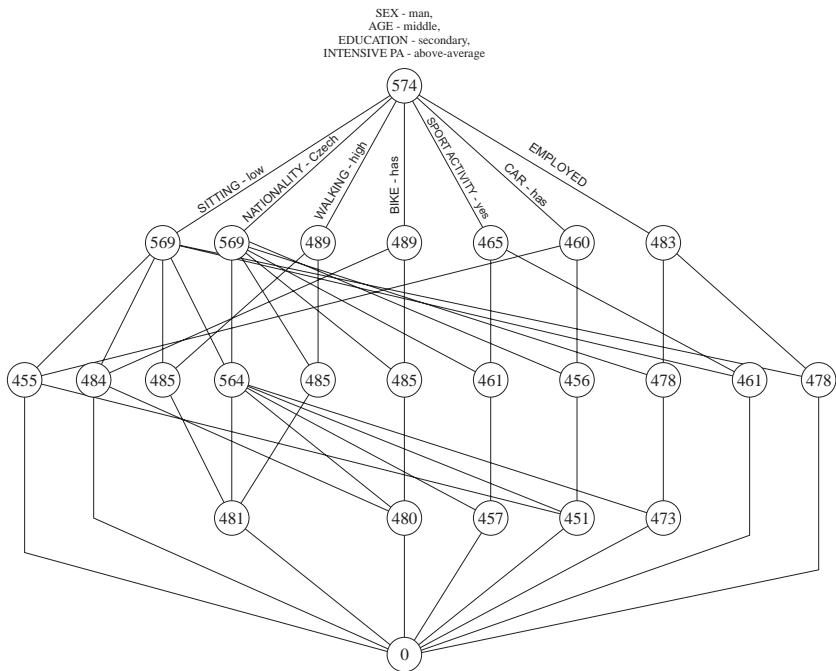 SEX - man,
AGE - middle,
EDUCATION - secondary,
INTENSIVE PA - above-average
574
SITTING - low
NATIONALITY - Czech
WALKING - high
BIKE - has
SPORT ACTIVITY - yes
CAR - has
EMPLOYED
569 569 489 489 465 460 483
455 484 485 564 485 485 461 456 478 461 478
481 480 457 451 473
0